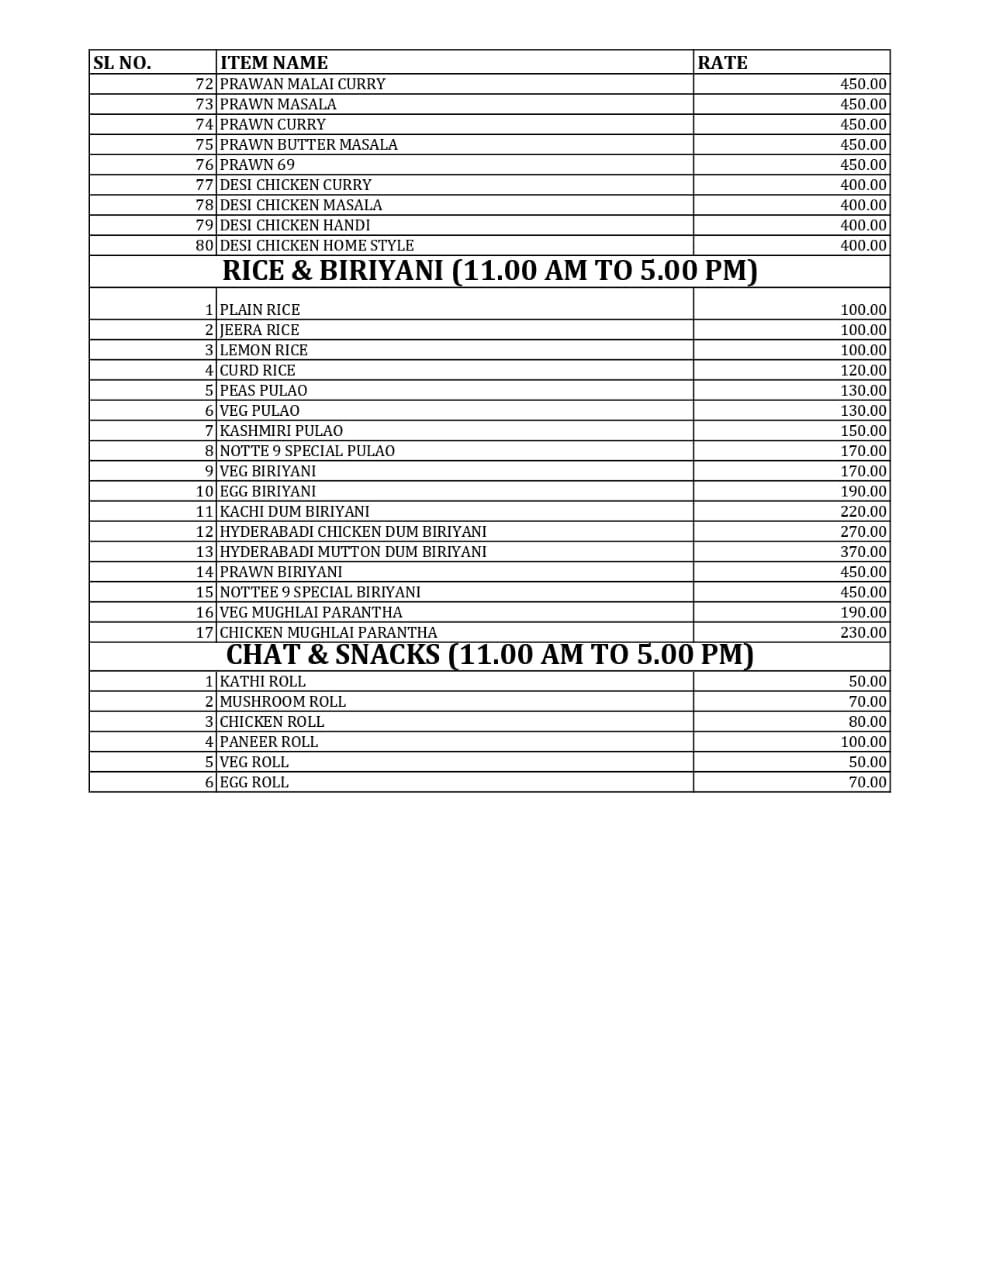 SL NO. ITEM NAME RATE
72 PRAWAN MALAI CURRY 450.00
73 PRAWN MASALA 450.00
74 PRAWN CURRY 450.00
75 PRAWN BUTTER MASALA 450.00
76 PRAWN 69 450.00
77 DESI CHICKEN CURRY 400.00
78 DESI CHICKEN MASALA 400.00
79 DESI CHICKEN HANDI 400.00
80 DESI CHICKEN HOME STYLE 400.00
RICE & BIRIYANI (11.00 AM TO 5.00 PM)
1 PLAIN RICE 100.00
2 JEERA RICE 100.00
3 LEMON RICE 100.00
4 CURD RICE 120.00
5 PEAS PULAO 130.00
6 VEG PULAO 130.00
7 KASHMIRI PULAO 150.00
8 NOTTE 9 SPECIAL PULAO 170.00
9 VEG BIRIYANI 170.00
10 EGG BIRIYANI 190.00
11 KACHI DUM BIRIYANI 220.00
12 HYDERABADI CHICKEN DUM BIRIYANI 270.00
13 HYDERABADI MUTTON DUM BIRIYANI 370.00
14 PRAWN BIRIYANI 450.00
15 NOTTEE 9 SPECIAL BIRIYANI 450.00
16 VEG MUGHLAI PARANTHA 190.00
17 CHICKEN MUGHLAI PARANTHA 230.00
CHAT & SNACKS (11.00 AM TO 5.00 PM)
1 KATHI ROLL 50.00
2 MUSHROOM ROLL 70.00
3 CHICKEN ROLL 80.00
4 PANEER ROLL 100.00
5 VEG ROLL 50.00
6 EGG ROLL 70.00